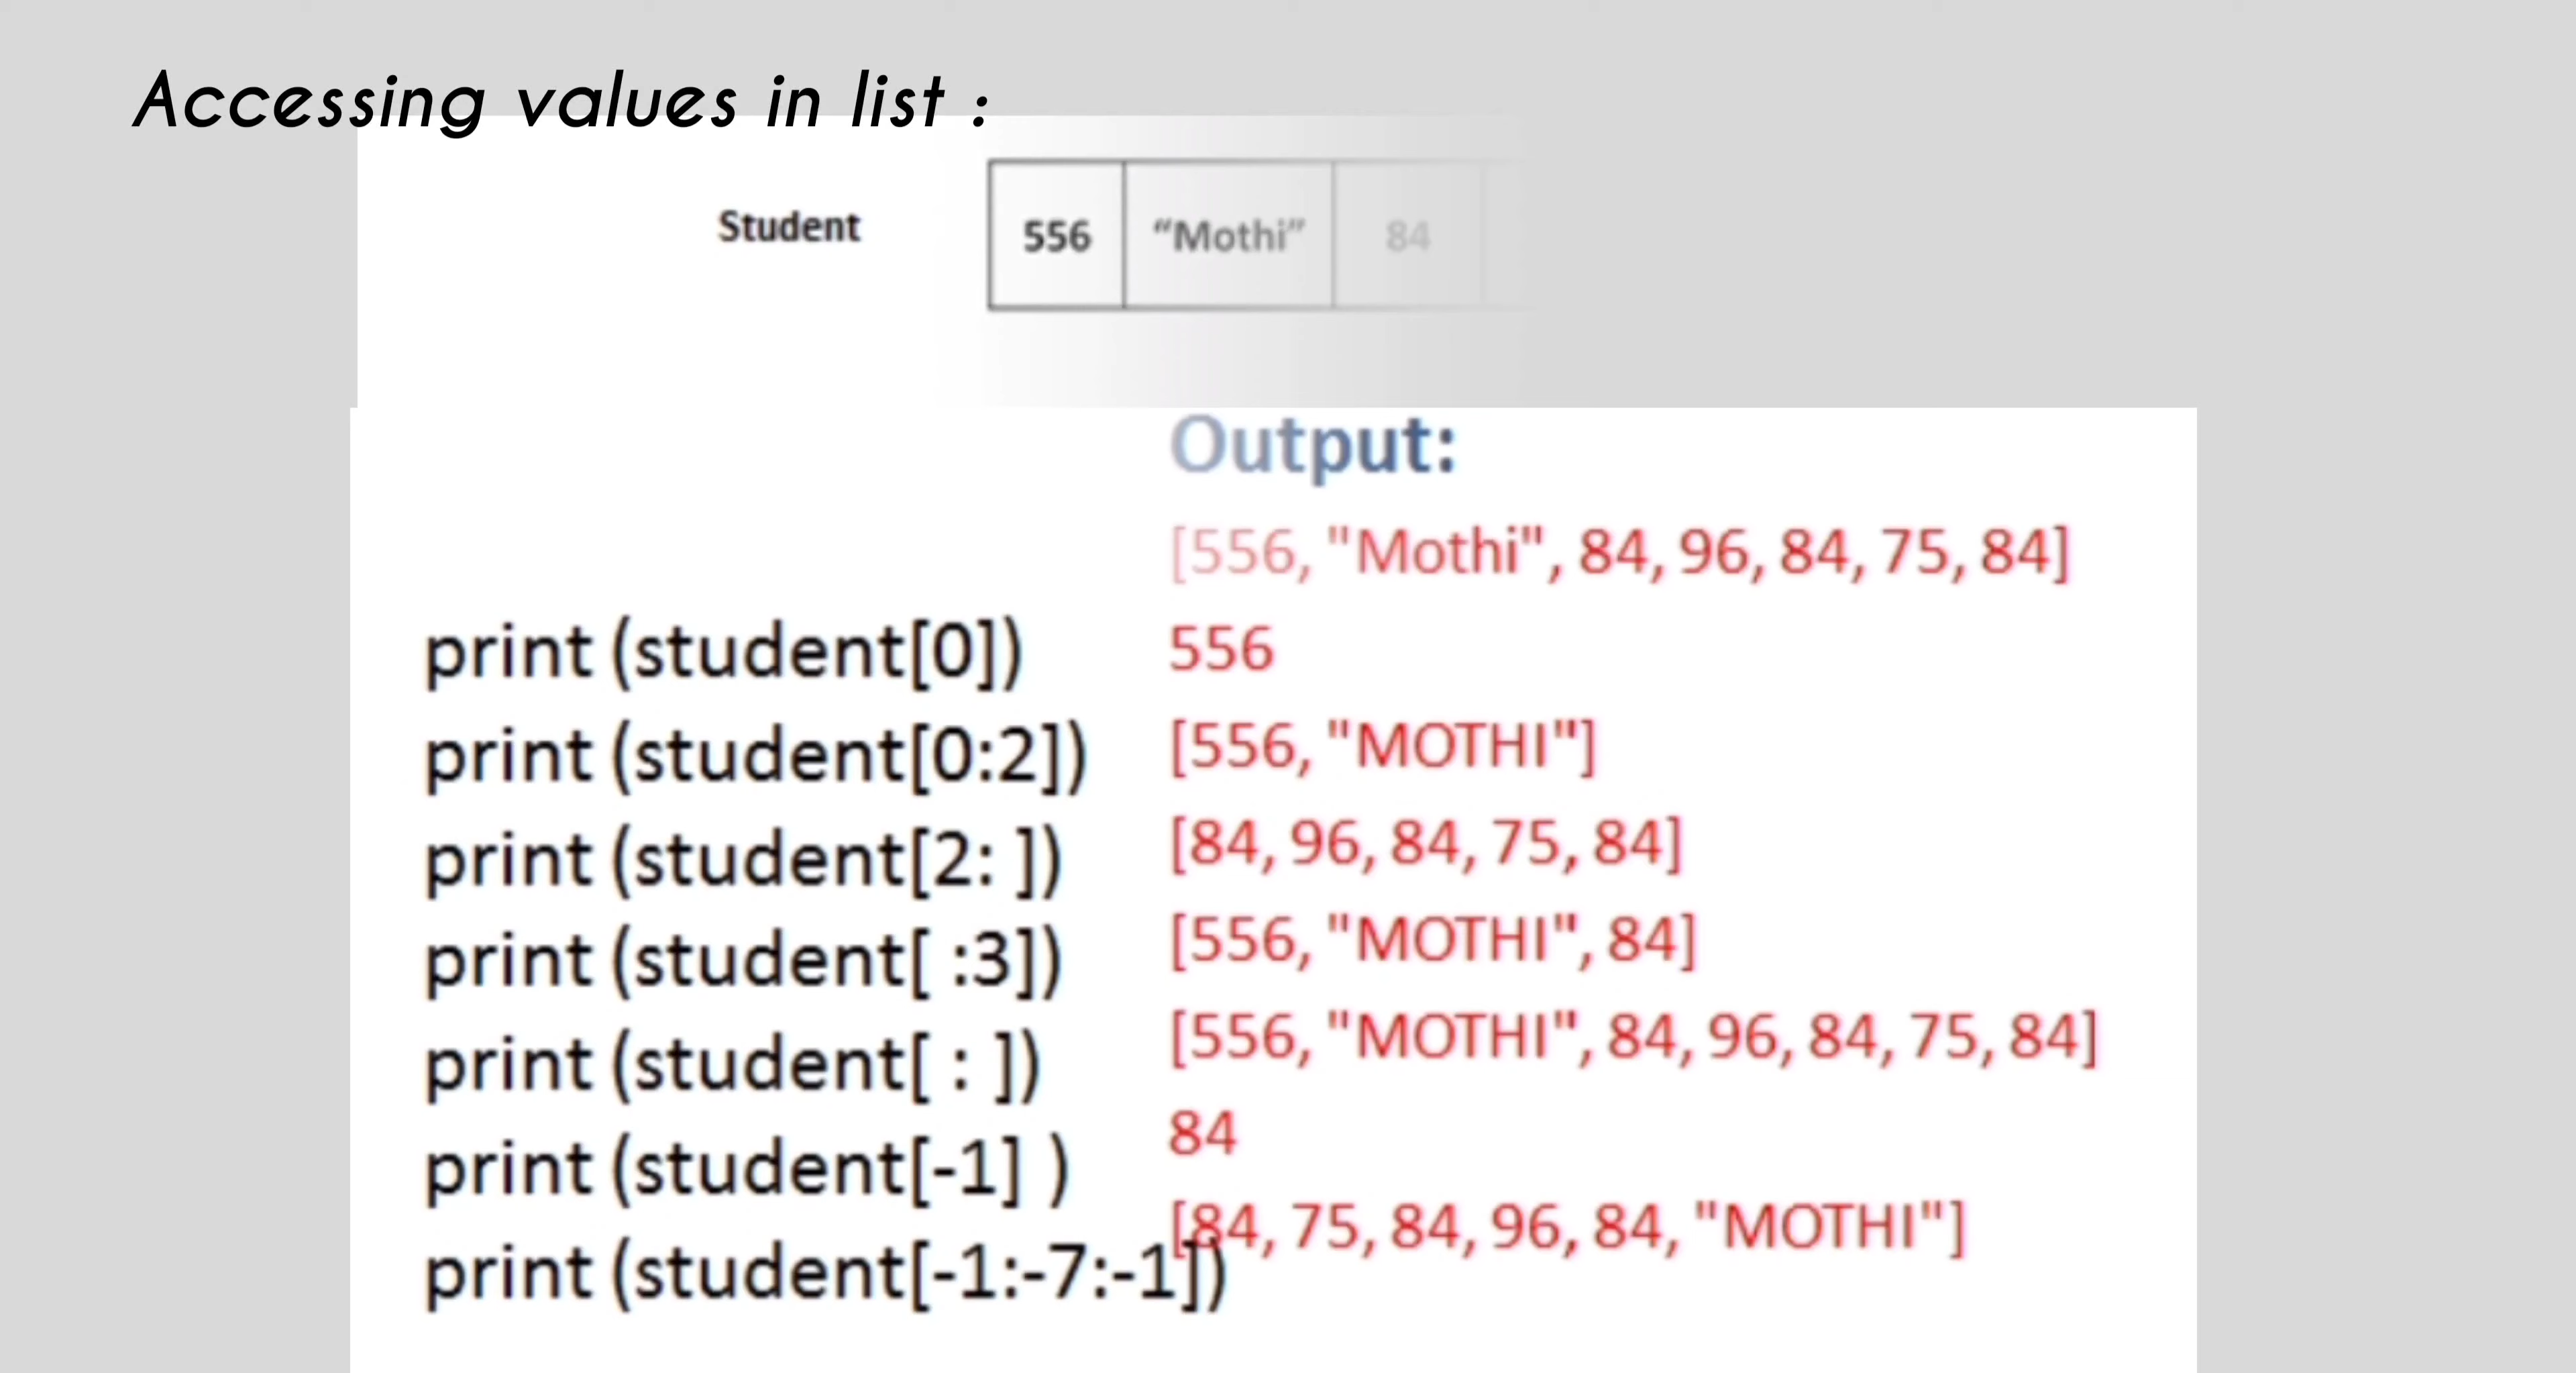 Accessing values in list :
Student 556 “Mothi” 84
Output:
[556, "Mothi", 84, 96, 84, 75, 84]
print (student[0]) 556
print (student[0:2]) [556, "MOTHI"]
print (student[2: ]) [84, 96, 84, 75, 84]
print (student[ :3]) [556, "MOTHI", 84]
print (student[ : ]) [556, "MOTHI", 84, 96, 84, 75, 84]
print (student[-1] ) 84
print (student[-1:-7:-1]) [84, 75, 84, 96, 84, "MOTHI"]